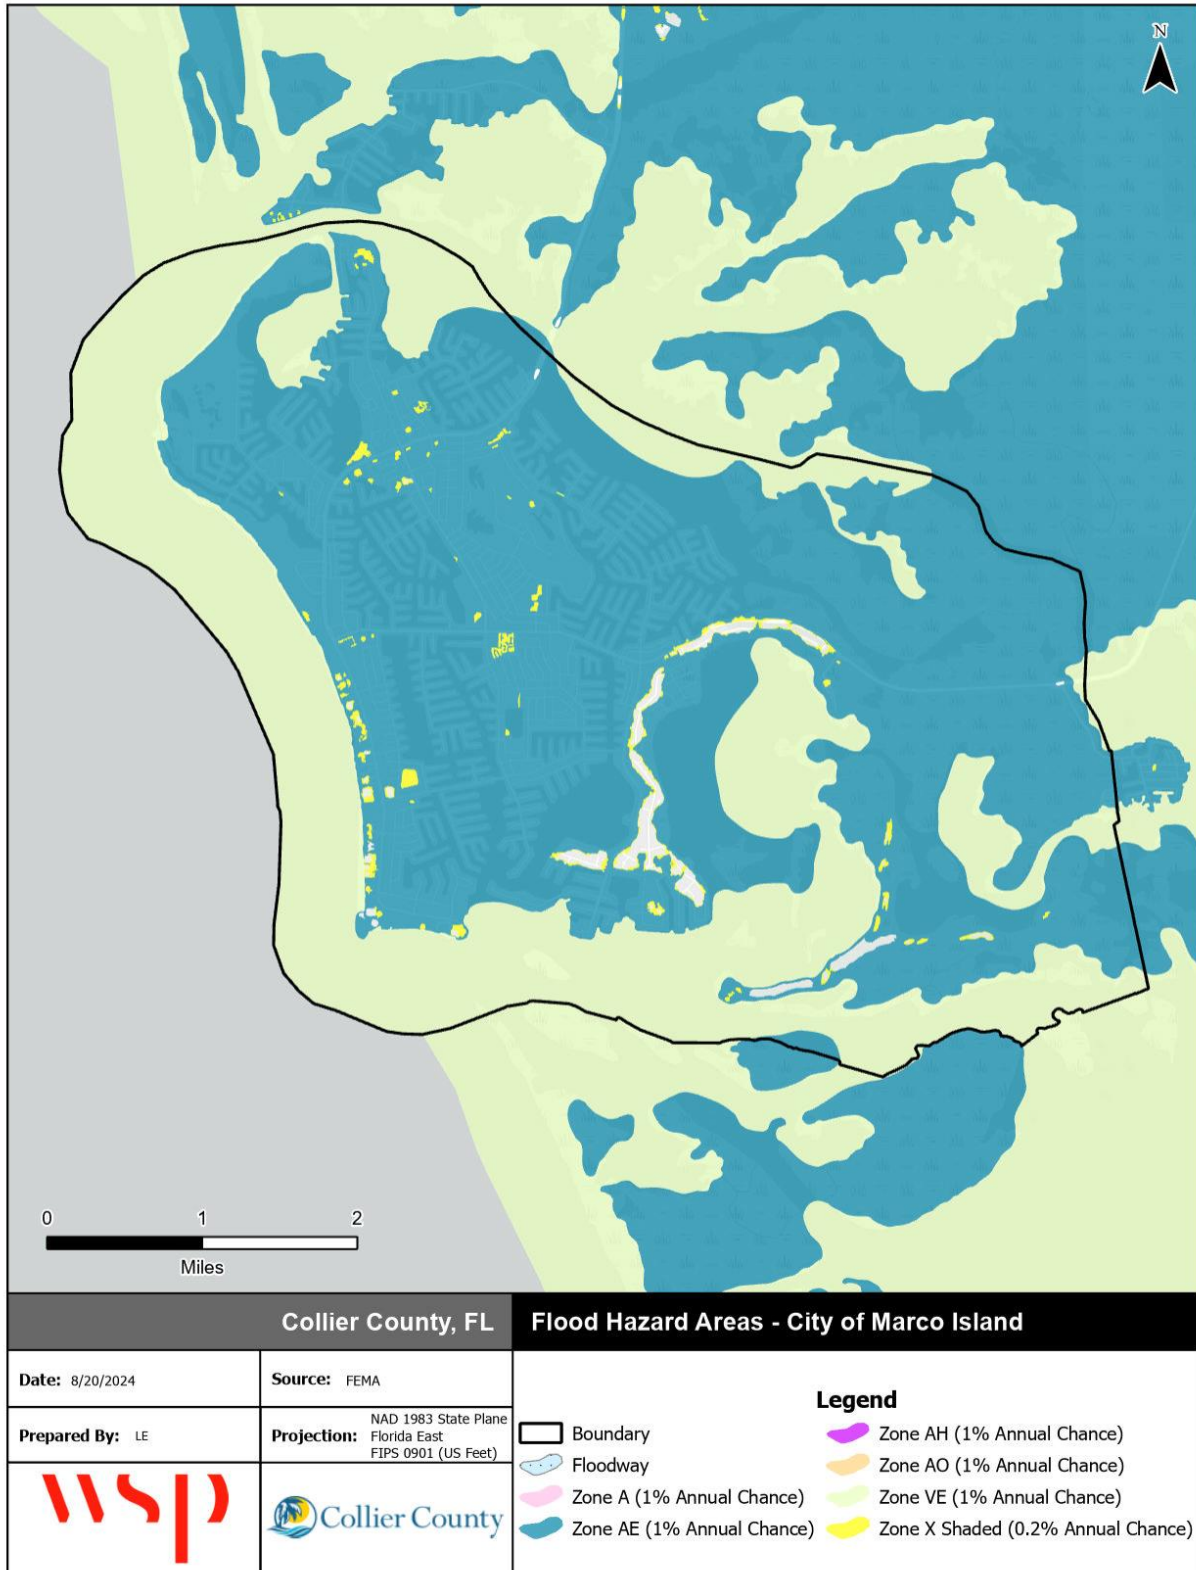 N
0 1 2
Miles
Collier County, FL
Flood Hazard Areas - City of Marco Island
Date: 8/20/2024
Source: FEMA
Prepared By: LE
Projection: NAD 1983 State Plane
Florida East
FIPS 0901 (US Feet)
wsp
Collier County
Legend
Boundary
Floodway
Zone A (1% Annual Chance)
Zone AE (1% Annual Chance)
Zone AH (1% Annual Chance)
Zone AO (1% Annual Chance)
Zone VE (1% Annual Chance)
Zone X Shaded (0.2% Annual Chance)